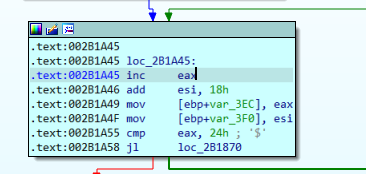 .text:002B1A45
.text:002B1A45 loc_2B1A45:
.text:002B1A45 inc eax
.text:002B1A46 add esi, 18h
.text:002B1A49 mov [ebp+var_3EC], eax
.text:002B1A4F mov [ebp+var_3F0], esi
.text:002B1A55 cmp eax, 24h ; '$'
.text:002B1A58 jl loc_2B1870